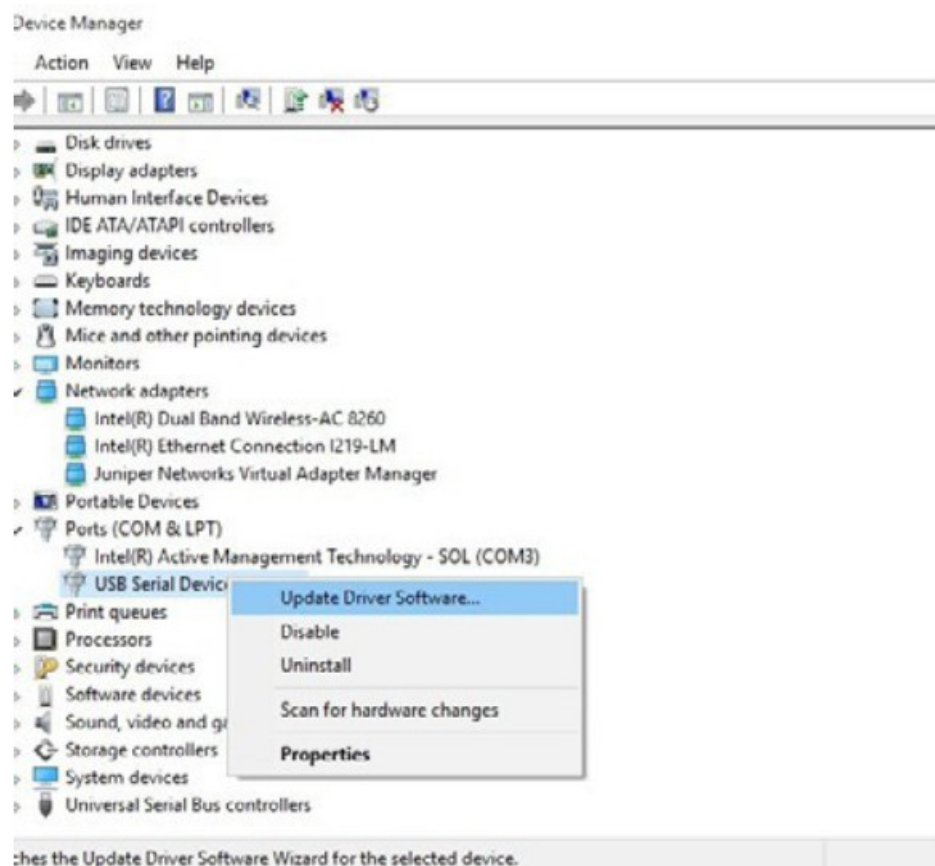 Device Manager
Action View Help
Disk drives
Display adapters
Human Interface Devices
IDE ATA/ATAPI controllers
Imaging devices
Keyboards
Memory technology devices
Mice and other pointing devices
Monitors
Network adapters
Intel(R) Dual Band Wireless-AC 8260
Intel(R) Ethernet Connection I219-LM
Juniper Networks Virtual Adapter Manager
Portable Devices
Ports (COM & LPT)
Intel(R) Active Management Technology - SOL (COM3)
USB Serial Device
Update Driver Software...
Disable
Uninstall
Scan for hardware changes
Properties
Print queues
Processors
Security devices
Software devices
Sound, video and ga
Storage controllers
System devices
Universal Serial Bus controllers
ches the Update Driver Software Wizard for the selected device.